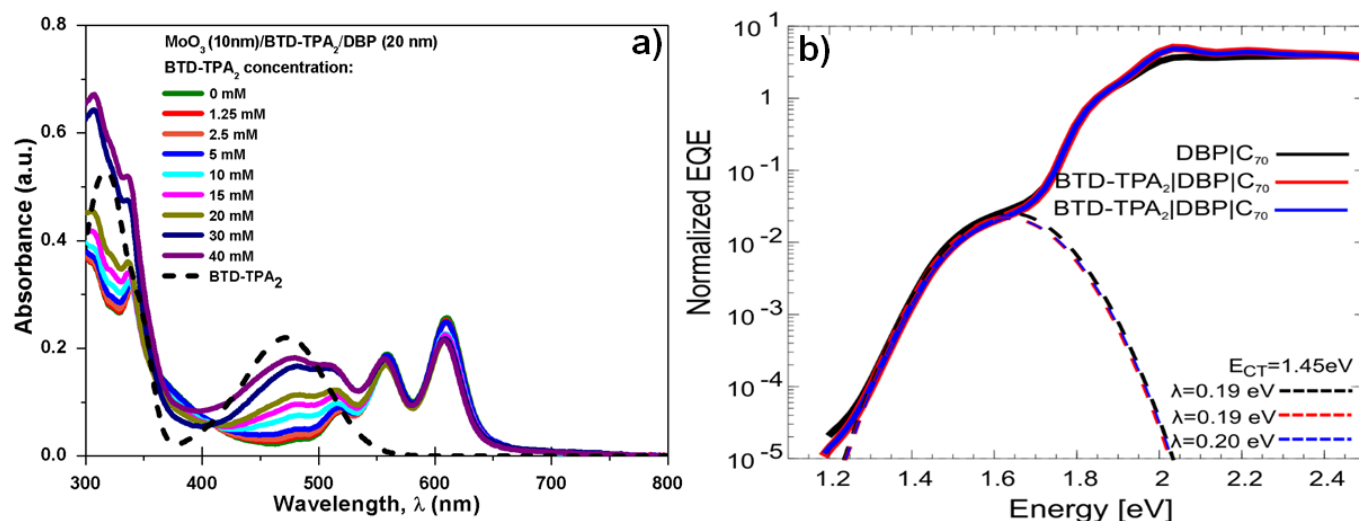 a)
MoO₃ (10nm)/BTD-TPA₂/DBP (20 nm)
BTD-TPA₂ concentration:
0 mM
1.25 mM
2.5 mM
5 mM
10 mM
15 mM
20 mM
30 mM
40 mM
BTD-TPA₂
Absorbance (a.u.)
0.8
0.6
0.4
0.2
0.0
300 400 500 600 700 800
Wavelength, λ (nm)
b)
Normalized EQE
10¹
1
10⁻¹
10⁻²
10⁻³
10⁻⁴
10⁻⁵
DBP|C₇₀
BTD-TPA₂|DBP|C₇₀
BTD-TPA₂|DBP|C₇₀
E_CT=1.45eV
λ=0.19 eV
λ=0.19 eV
λ=0.20 eV
1.2 1.4 1.6 1.8 2.0 2.2 2.4
Energy [eV]